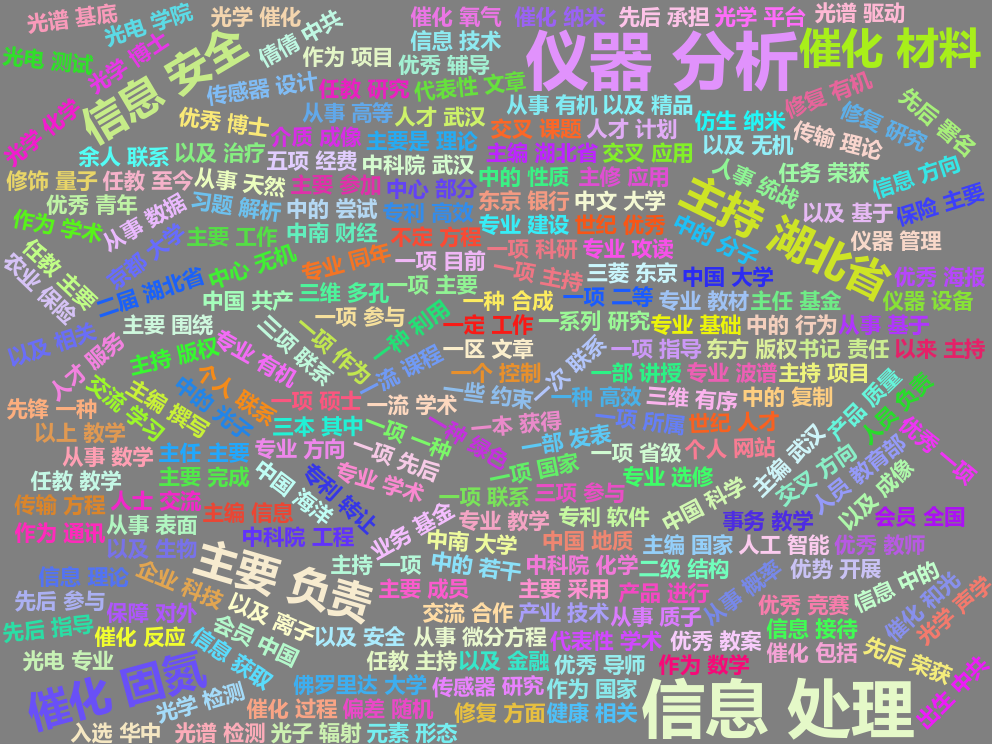 光谱 基底
光电 学院
光学 催化
催化 氧气
催化 纳米
先后 承担
光学 平台
光谱 驱动
光电 测试
光学 博士
信息 安全
倩倩 中共
作为 项目
信息 技术
优秀 辅导
仪器 分析
催化 材料
传感器 设计
任教 研究
代表性 文章
光学 化学
优秀 博士
从事 高等
人才 武汉
从事 有机
以及 精品
修复 有机
修复 研究
先后 署名
介质 成像
主要是 理论
交叉 课题
人才 计划
仿生 纳米
传输 理论
余人 联系
以及 治疗
五项 经费
中科院 武汉
主编 湖北省
交叉 应用
以及 无机
人事 统战
任务 荣获
信息 方向
修饰 量子
任教 至今
从事 天然
主要 参加
中心 部分
中的 性质
主修 应用
优秀 青年
从事 数据
习题 解析
中的 尝试
专利 高效
东京 银行
中文 大学
主持 湖北省
以及 基于
保险 主要
作为 学术
京都 大学
主要 工作
中南 财经
不定 方程
专业 建设
世纪 优秀
中的 分子
仪器 管理
任教 主要
农业 保险
二届 湖北省
中心 无机
专业 同年
一项 目前
一项 科研
专业 攻读
一项 主持
三菱 东京
中国 大学
优秀 海报
中国 共产
三维 多孔
一项 主要
一种 合成
一项 二等
专业 教材
主任 基金
仪器 设备
主要 围绕
三项 联系
一项 参与
一种 利用
一定 工作
一系列 研究
专业 基础
中的 行为
从事 基于
以及 相关
人才 服务
主持 版权
专业 有机
一项 作为
一区 文章
一次 联系
一项 指导
东方 版权
书记 责任
以来 主持
交流 学习
主编 撰写
中的 光子
个人 联系
一流 课程
一个 控制
一些 约束
一部 讲授
专业 波谱
主持 项目
产品 质量
人员 负责
先锋 一种
一项 硕士
一流 学术
一种 高效
三维 有序
中的 复制
以上 教学
三本 其中
一项 一种
一种 绿色
一本 获得
一部 发表
一项 所属
世纪 人才
优秀 一项
从事 数学
主任 主要
专业 方向
一项 先后
一项 国家
一项 省级
个人 网站
主编 武汉
交叉 方向
人员 教育部
任教 教学
主要 完成
中国 海洋
专利 转让
专业 学术
专业 选修
以及 成像
传输 方程
人士 交流
主编 信息
一项 联系
三项 参与
中国 科学
作为 通讯
从事 表面
中科院 工程
业务 基金
专业 教学
专利 软件
事务 教学
会员 全国
以及 生物
主要 负责
中南 大学
中国 地质
主编 国家
人工 智能
优秀 教师
信息 理论
企业 科技
主持 一项
中的 若干
中科院 化学
二级 结构
优势 开展
先后 参与
保障 对外
以及 离子
主要 成员
主要 采用
产品 进行
从事 概率
信息 中的
先后 指导
会员 中国
交流 合作
产业 技术
从事 质子
优秀 竞赛
催化 和光
光学 声学
催化 反应
信息 获取
以及 安全
从事 微分方程
代表性 学术
优秀 教案
信息 接待
光电 专业
任教 主持
以及 金融
优秀 导师
作为 数学
催化 包括
先后 荣获
催化 固氮
光学 检测
佛罗里达 大学
传感器 研究
作为 国家
信息 处理
出生 中共
催化 过程
偏差 随机
修复 方面
健康 相关
入选 华中
光谱 检测
光子 辐射
元素 形态